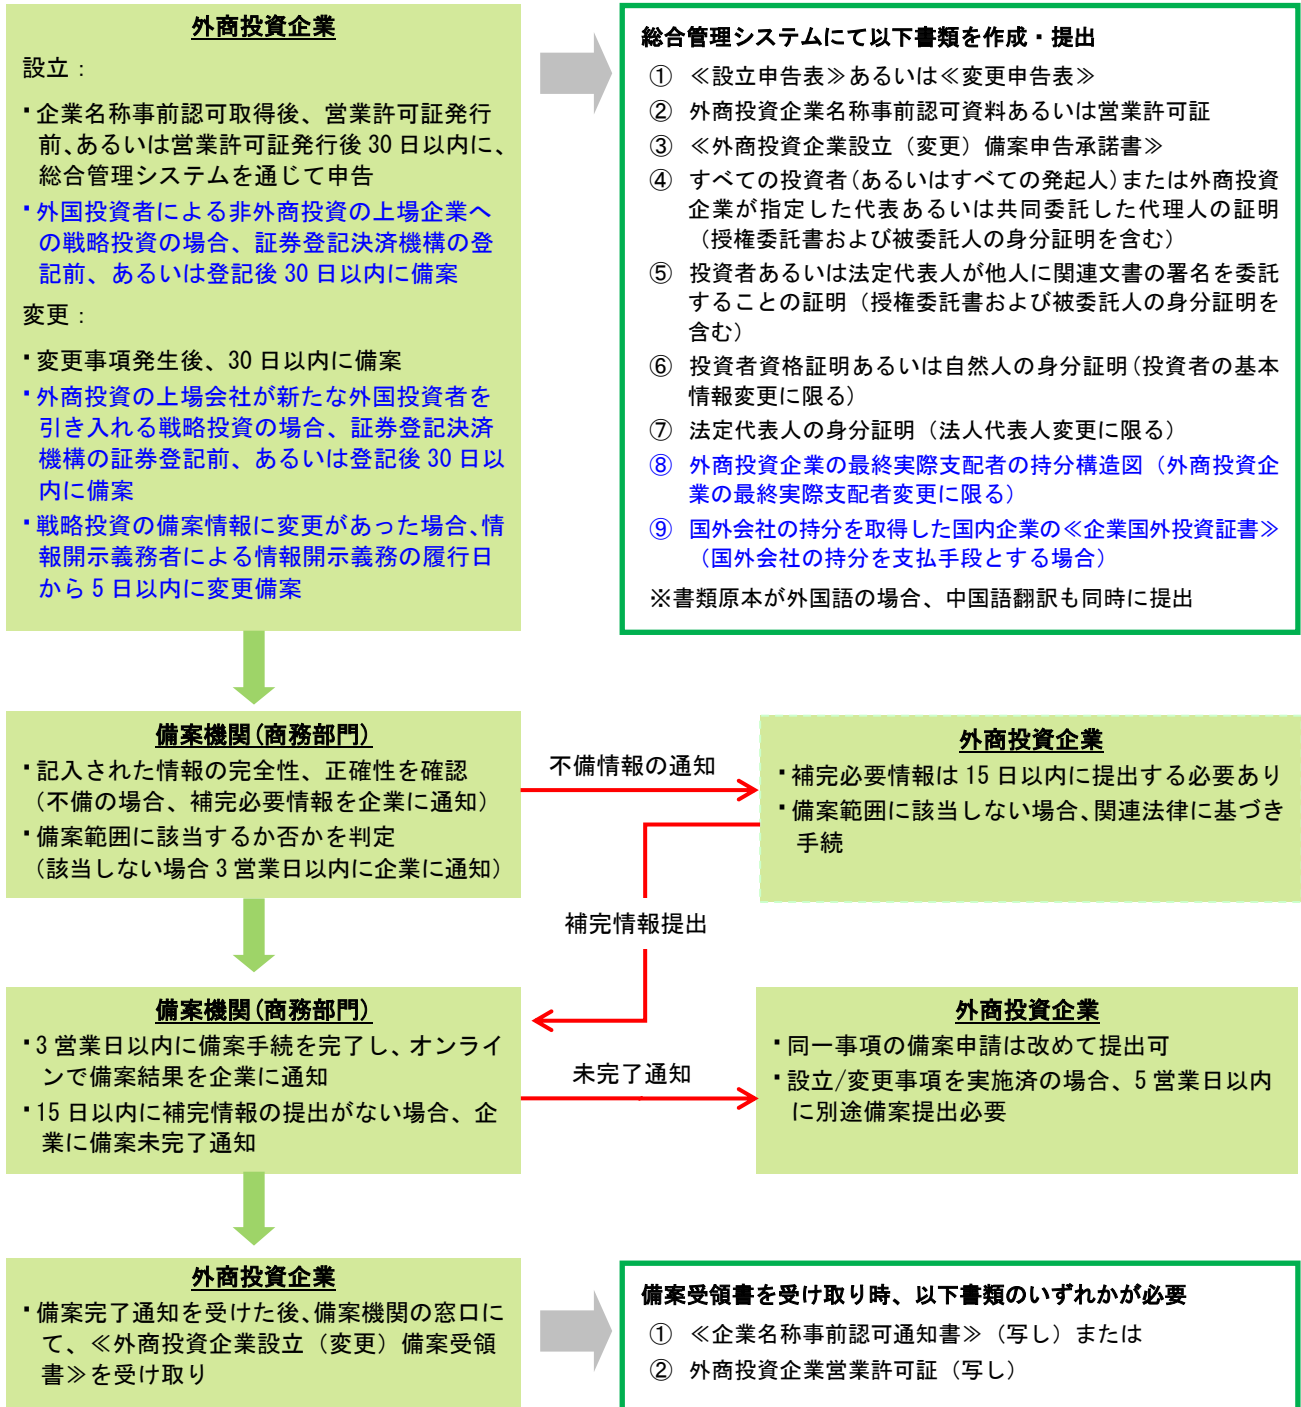 外商投資企業
設立：
・企業名称事前認可取得後、営業許可証発行
前、あるいは営業許可証発行後 30 日以内に、
総合管理システムを通じて申告
・外国投資者による非外商投資の上場企業へ
の戦略投資の場合、証券登記決済機構の登
記前、あるいは登記後 30 日以内に備案
変更：
・変更事項発生後、30 日以内に備案
・外商投資の上場会社が新たな外国投資者を
引き入れる戦略投資の場合、証券登記決済
機構の証券登記前、あるいは登記後 30 日以
内に備案
・戦略投資の備案情報に変更があった場合、情
報開示義務者による情報開示義務の履行日
から 5 日以内に変更備案
総合管理システムにて以下書類を作成・提出
① ≪設立申告表≫あるいは≪変更申告表≫
② 外商投資企業名称事前認可資料あるいは営業許可証
③ ≪外商投資企業設立（変更）備案申告承諾書≫
④ すべての投資者（あるいはすべての発起人）または外商投資
企業が指定した代表あるいは共同委託した代理人の証明
（授権委託書および被委託人の身分証明を含む）
⑤ 投資者あるいは法定代表人が他人に関連文書の署名を委託
することの証明（授権委託書および被委託人の身分証明を
含む）
⑥ 投資者資格証明あるいは自然人の身分証明（投資者の基本
情報変更に限る）
⑦ 法定代表人の身分証明（法人代表人変更に限る）
⑧ 外商投資企業の最終実際支配者の持分構造図（外商投資企
業の最終実際支配者変更に限る）
⑨ 国外会社の持分を取得した国内企業の≪企業国外投資証書≫
（国外会社の持分を支払手段とする場合）
※書類原本が外国語の場合、中国語翻訳も同時に提出
備案機関（商務部門）
・記入された情報の完全性、正確性を確認
（不備の場合、補完必要情報を企業に通知）
・備案範囲に該当するか否かを判定
（該当しない場合 3 営業日以内に企業に通知）
不備情報の通知
外商投資企業
・補完必要情報は 15 日以内に提出する必要あり
・備案範囲に該当しない場合、関連法律に基づき
手続
補完情報提出
備案機関（商務部門）
・3 営業日以内に備案手続を完了し、オンライ
ンで備案結果を企業に通知
・15 日以内に補完情報の提出がない場合、企
業に備案未完了通知
未完了通知
外商投資企業
・同一事項の備案申請は改めて提出可
・設立/変更事項を実施済の場合、5 営業日以内
に別途備案提出必要
外商投資企業
・備案完了通知を受けた後、備案機関の窓口に
て、≪外商投資企業設立（変更）備案受領
書≫を受け取り
備案受領書を受け取り時、以下書類のいずれかが必要
① ≪企業名称事前認可通知書≫（写し）または
② 外商投資企業営業許可証（写し）